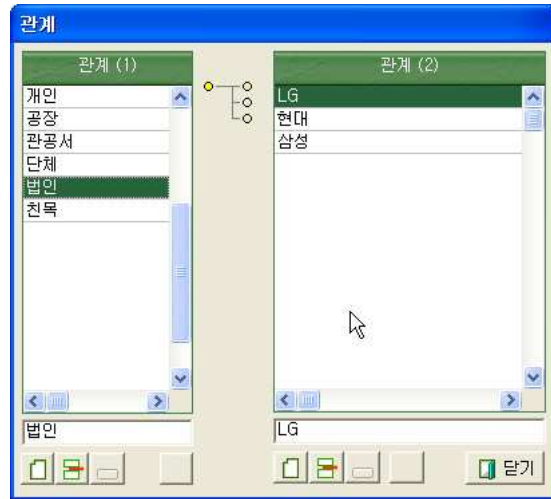 관계
관계 (1)
개인
공장
관공서
단체
법인
친목
법인
관계 (2)
LG
현대
삼성
LG
닫기